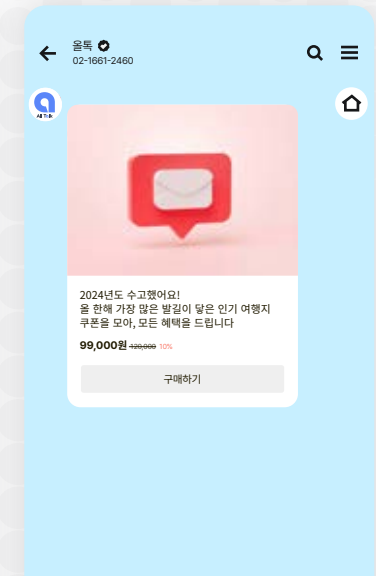 올톡
02-1661-2460
All Talk
2024년도 수고했어요!
올 한해 가장 많은 발길이 닿은 인기 여행지
쿠폰을 모아, 모든 혜택을 드립니다
99,000원 120,000 10%
구매하기